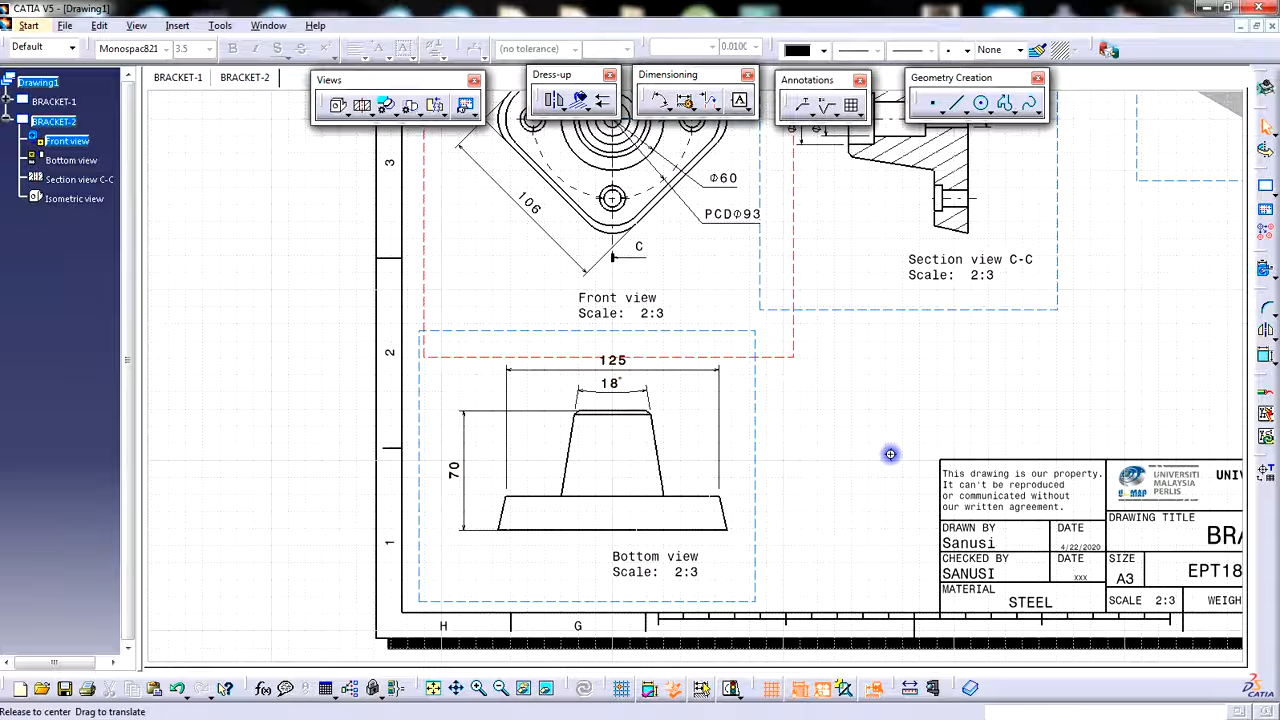 CATIA V5 - [Drawing1]
Start File Edit View Insert Tools Window Help
Default Monospac821 3.5 (no tolerance) 0.0100 None
Views
Dress-up
Dimensioning
Annotations
Geometry Creation
BRACKET-1 BRACKET-2
Drawing1
BRACKET-1
BRACKET-2
Front view
Bottom view
Section view C-C
Isometric view
3
2
1
106
Φ60
PCDΦ93
C
Front view
Scale: 2:3
Section view C-C
Scale: 2:3
125
18°
70
Bottom view
Scale: 2:3
H G
This drawing is our property.
It can't be reproduced
or communicated without
our written agreement.
UniMAP
UNIVERSITI
MALAYSIA
PERLIS
UNI
DRAWN BY
Sanusi
DATE
4/22/2020
DRAWING TITLE
BRA
CHECKED BY
SANUSI
DATE
xxx
SIZE
A3
EPT18
MATERIAL
STEEL
SCALE 2:3
WEIGH
CATIA
Release to center Drag to translate